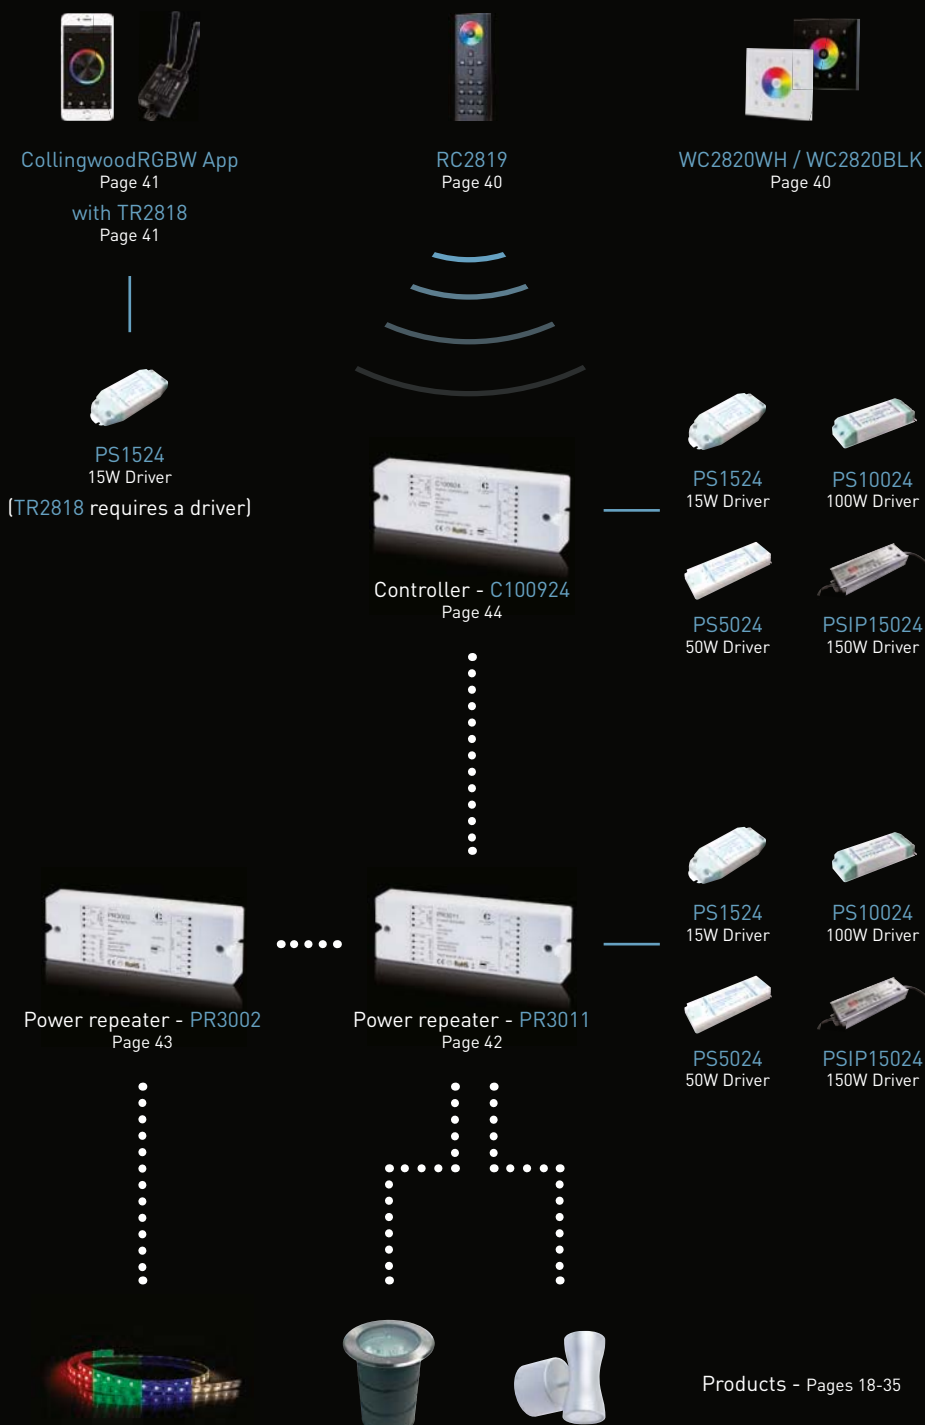 CollingwoodRGBW App
Page 41
with TR2818
Page 41
RC2819
Page 40
WC2820WH / WC2820BLK
Page 40
PS1524
15W Driver
(TR2818 requires a driver)
C100924
Controller - C100924
Page 44
PS1524
15W Driver
PS10024
100W Driver
PS5024
50W Driver
PSIP15024
150W Driver
PR3002
Power repeater - PR3002
Page 43
PR3011
Power repeater - PR3011
Page 42
PS1524
15W Driver
PS10024
100W Driver
PS5024
50W Driver
PSIP15024
150W Driver
Products - Pages 18-35